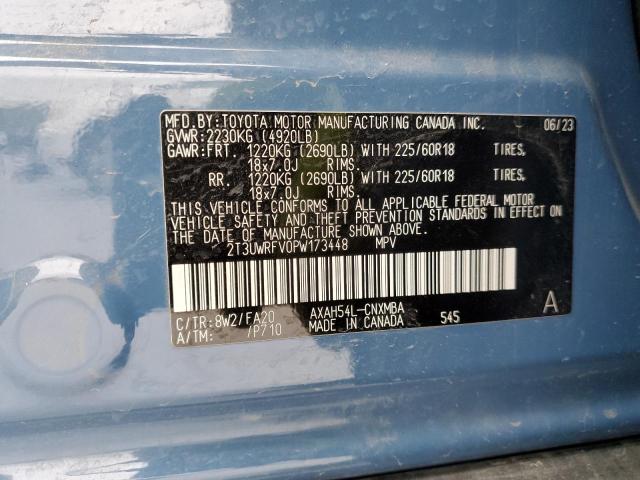 MFD.BY:TOYOTA MOTOR MANUFACTURING CANADA INC. 06/23
GVWR:2230KG (4920LB)
GAWR:FRT. 1220KG (2690LB) WITH 225/60R18 TIRES,
18x7.0J RIMS.
RR. 1220KG (2690LB) WITH 225/60R18 TIRES,
18x7.0J RIMS.
THIS VEHICLE CONFORMS TO ALL APPLICABLE FEDERAL MOTOR
VEHICLE SAFETY AND THEFT PREVENTION STANDARDS IN EFFECT ON
THE DATE OF MANUFACTURE SHOWN ABOVE.
2T3UWRFV0PW173448 MPV
C/TR:8W2/FA20 AXAH54L-CNXMBA 545 A
A/TM: /P710 MADE IN CANADA